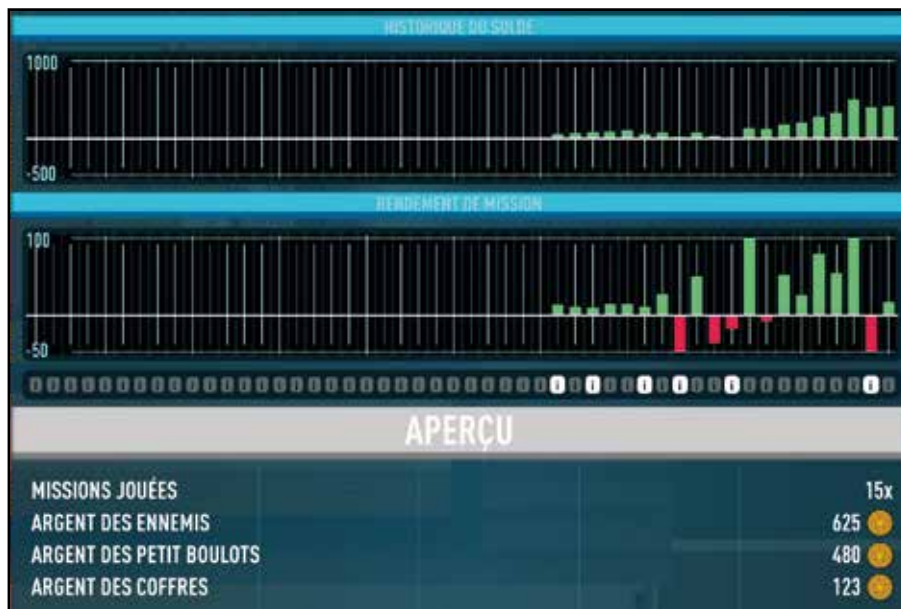 HISTORIQUE DU SOLDE
1000
-500
RENDEMENT DE MISSION
100
-50
APERÇU
MISSIONS JOUÉES 15x
ARGENT DES ENNEMIS 625
ARGENT DES PETIT BOULOTS 480
ARGENT DES COFFRES 123